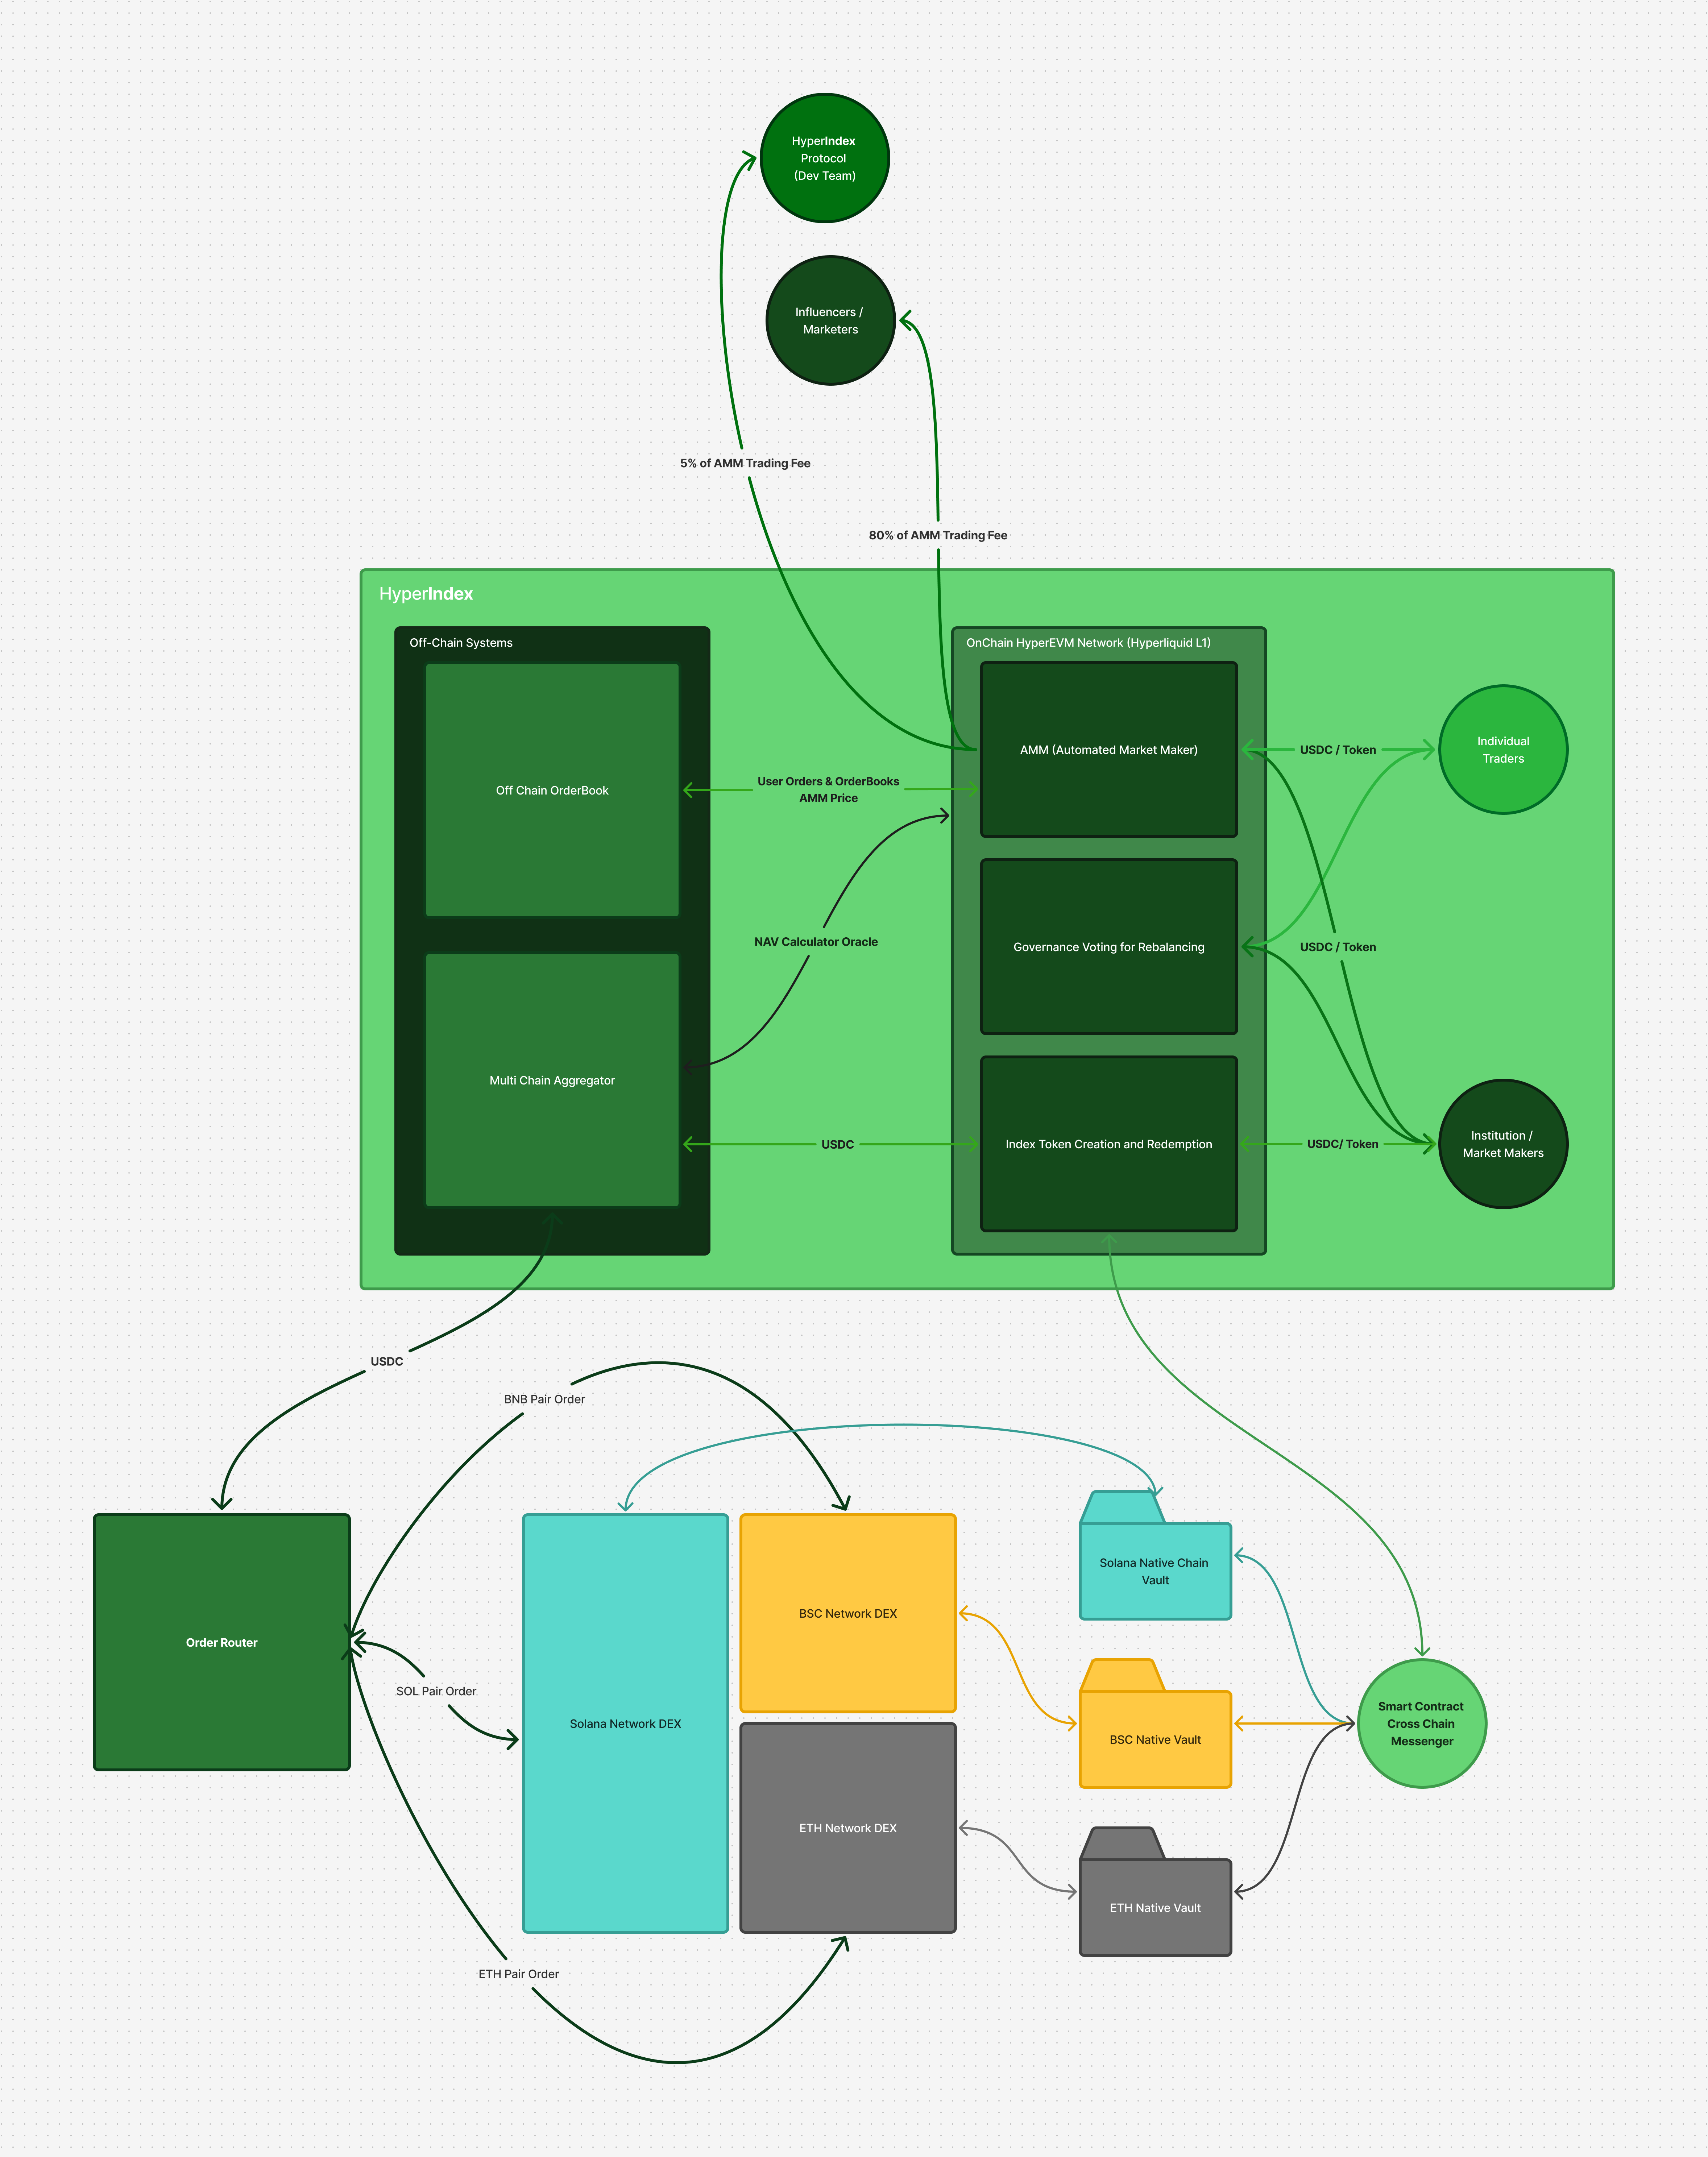 HyperIndex
Protocol
(Dev Team)
Influencers /
Marketers
5% of AMM Trading Fee
80% of AMM Trading Fee
HyperIndex
Off-Chain Systems
OnChain HyperEVM Network (Hyperliquid L1)
Off Chain OrderBook
User Orders & OrderBooks
AMM Price
AMM (Automated Market Maker)
USDC / Token
Individual
Traders
NAV Calculator Oracle
Governance Voting for Rebalancing
USDC / Token
Multi Chain Aggregator
USDC
Index Token Creation and Redemption
USDC/ Token
Institution /
Market Makers
USDC
BNB Pair Order
Order Router
SOL Pair Order
Solana Network DEX
BSC Network DEX
ETH Network DEX
Solana Native Chain
Vault
BSC Native Vault
ETH Native Vault
Smart Contract
Cross Chain
Messenger
ETH Pair Order